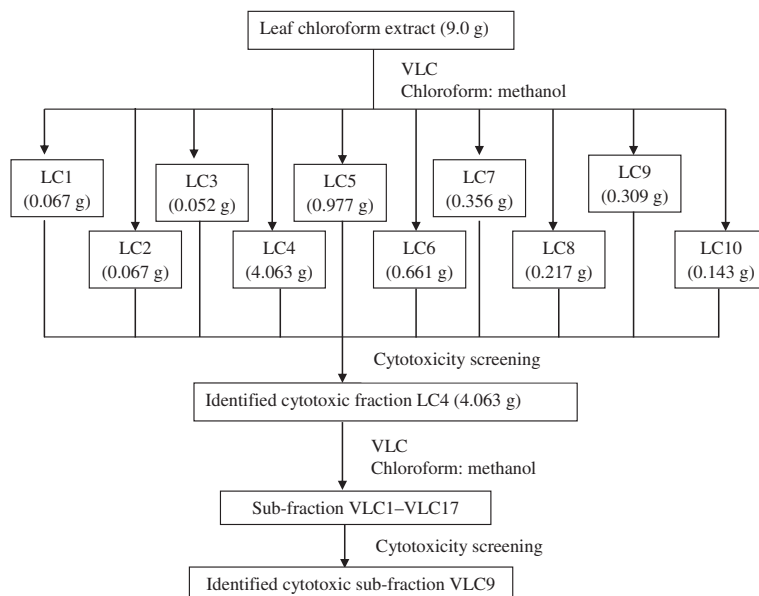 Leaf chloroform extract (9.0 g)
VLC
Chloroform: methanol
LC1
(0.067 g)
LC3
(0.052 g)
LC5
(0.977 g)
LC7
(0.356 g)
LC9
(0.309 g)
LC2
(0.067 g)
LC4
(4.063 g)
LC6
(0.661 g)
LC8
(0.217 g)
LC10
(0.143 g)
Cytotoxicity screening
Identified cytotoxic fraction LC4 (4.063 g)
VLC
Chloroform: methanol
Sub-fraction VLC1–VLC17
Cytotoxicity screening
Identified cytotoxic sub-fraction VLC9